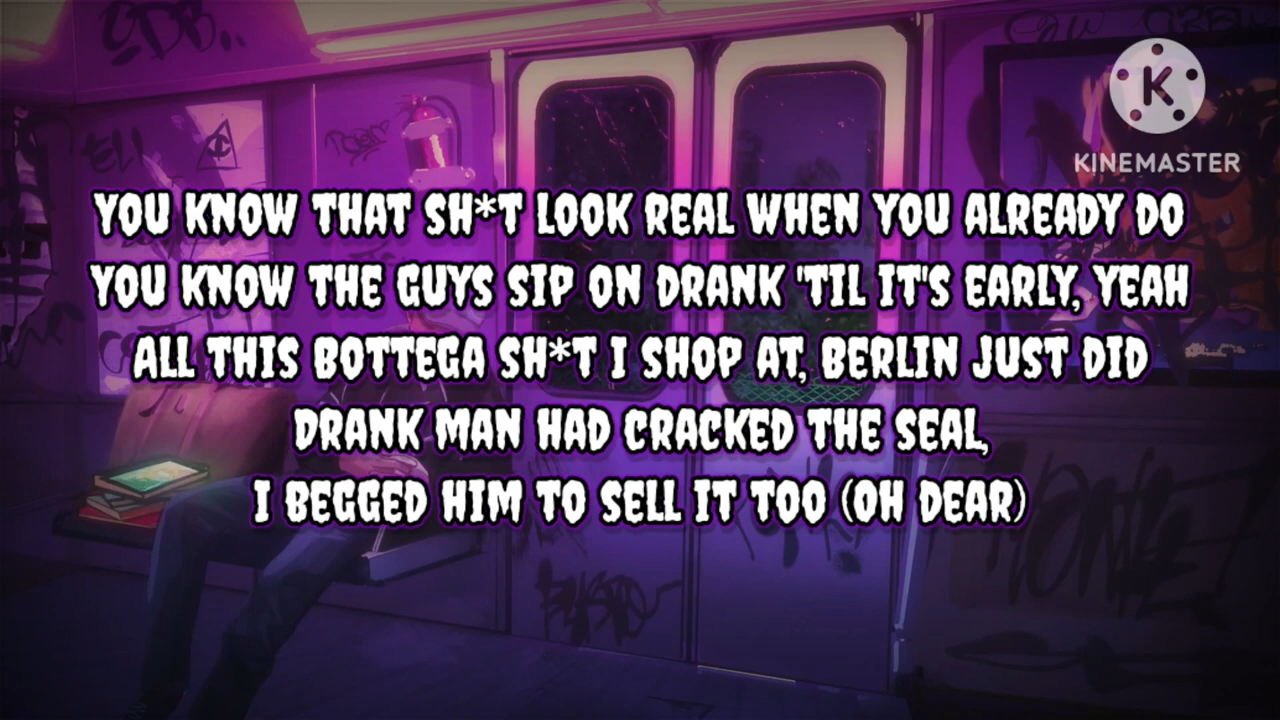 KINEMASTER
YOU KNOW THAT SH*T LOOK REAL WHEN YOU ALREADY DO
YOU KNOW THE GUYS SIP ON DRANK 'TIL IT'S EARLY, YEAH
ALL THIS BOTTEGA SH*T I SHOP AT, BERLIN JUST DID
DRANK MAN HAD CRACKED THE SEAL,
I BEGGED HIM TO SELL IT TOO (OH DEAR)